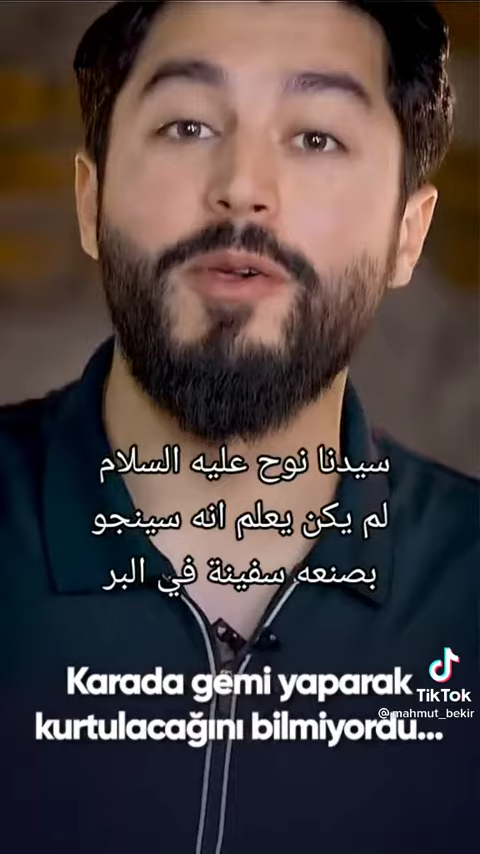 سيدنا نوح عليه السلام
لم يكن يعلم انه سينجو
بصنعه سفينة في البر
Karada gemi yaparak
kurtulacağını bilmiyordu...
TikTok
@mahmut_bekir